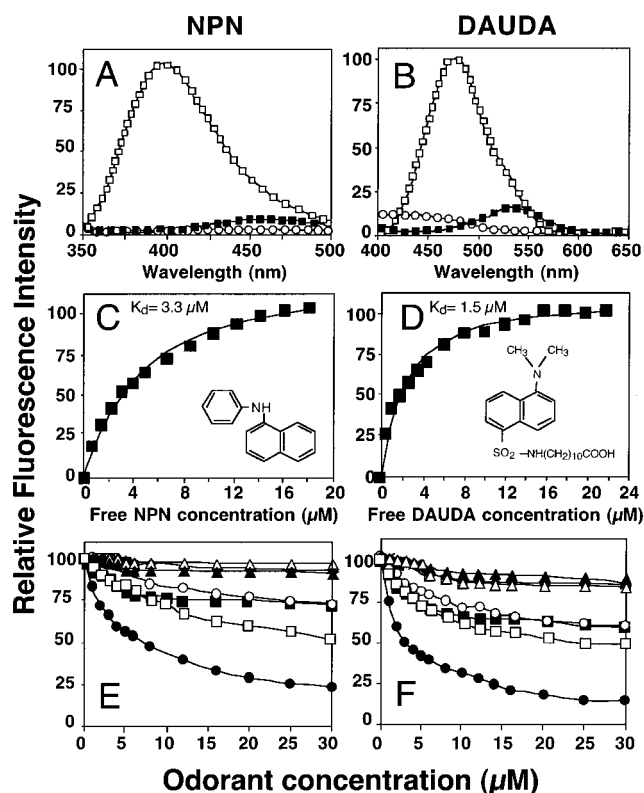 NPN DAUDA
Relative Fluorescence Intensity
A
100
75
50
25
0
350 400 450 500
Wavelength (nm)
B
100
75
50
25
0
400 450 500 550 600 650
Wavelength (nm)
C
Kd= 3.3 µM
100
75
50
25
0
NH
0 4 8 12 16 20
Free NPN concentration (µM)
D
Kd= 1.5 µM
100
75
50
25
0
CH3 CH3
N
SO2 –NH(CH2)10COOH
0 4 8 12 16 20 24
Free DAUDA concentration (µM)
E
100
75
50
25
0
0 5 10 15 20 25 30
F
100
75
50
25
0
0 5 10 15 20 25 30
Odorant concentration (µM)